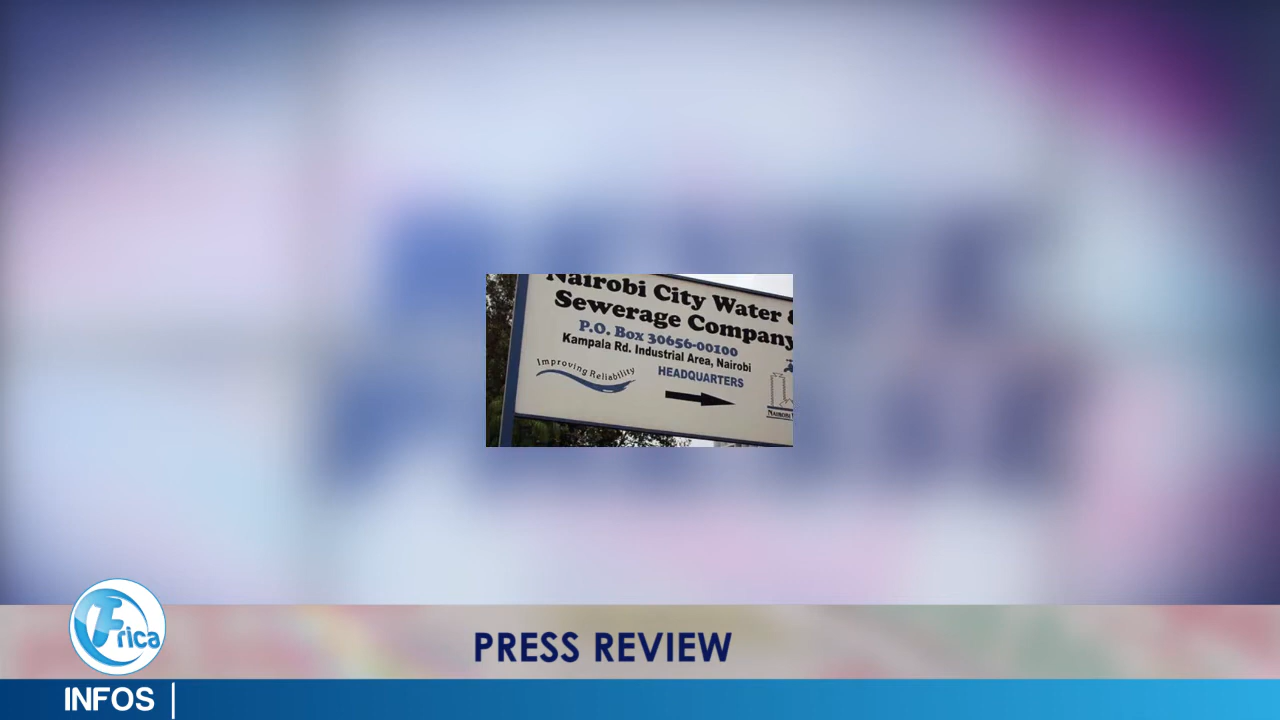 Nairobi City Water &
Sewerage Company
P.O. Box 30656-00100
Kampala Rd. Industrial Area, Nairobi
Improving Reliability
HEADQUARTERS
NAIROBI
frica
PRESS REVIEW
INFOS